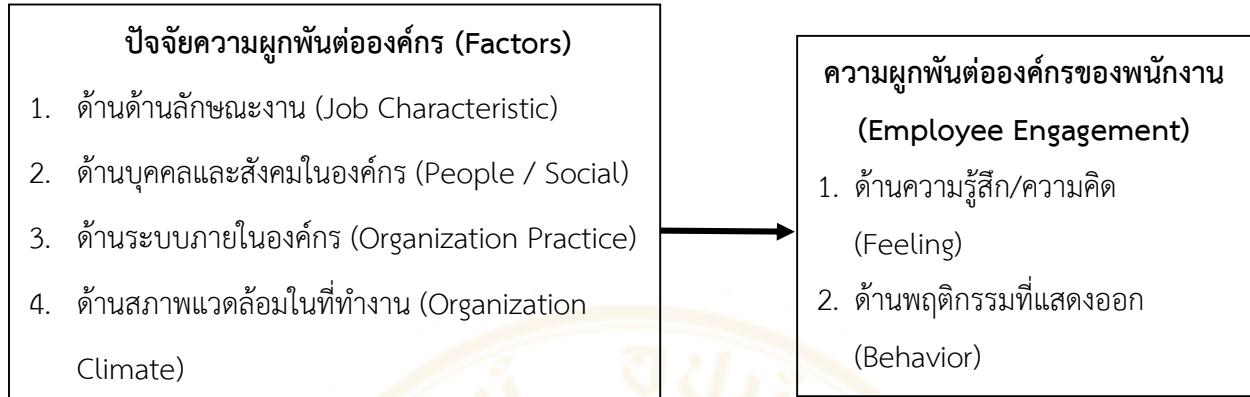 ปัจจัยความผูกพันต่อองค์กร (Factors)
1. ด้านด้านลักษณะงาน (Job Characteristic)
2. ด้านบุคคลและสังคมในองค์กร (People / Social)
3. ด้านระบบภายในองค์กร (Organization Practice)
4. ด้านสภาพแวดล้อมในที่ทำงาน (Organization
Climate)
ความผูกพันต่อองค์กรของพนักงาน
(Employee Engagement)
1. ด้านความรู้สึก/ความคิด
(Feeling)
2. ด้านพฤติกรรมที่แสดงออก
(Behavior)